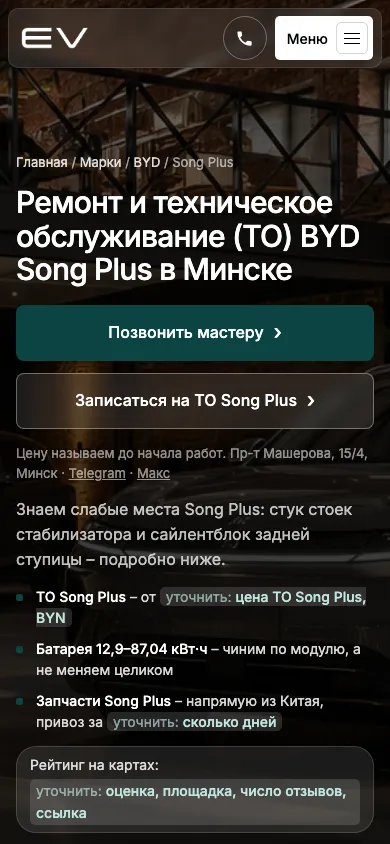 EV
Меню
Главная / Марки / BYD / Song Plus
Ремонт и техническое
обслуживание (ТО) BYD
Song Plus в Минске
Позвонить мастеру ›
Записаться на ТО Song Plus ›
Цену называем до начала работ. Пр-т Машерова, 15/4,
Минск · Telegram · Макс
Знаем слабые места Song Plus: стук стоек
стабилизатора и сайлентблок задней
ступицы – подробно ниже.
ТО Song Plus – от уточнить: цена ТО Song Plus,
BYN
Батарея 12,9–87,04 кВт·ч – чиним по модулю, а
не меняем целиком
Запчасти Song Plus – напрямую из Китая,
привоз за уточнить: сколько дней
Рейтинг на картах:
уточнить: оценка, площадка, число отзывов,
ссылка